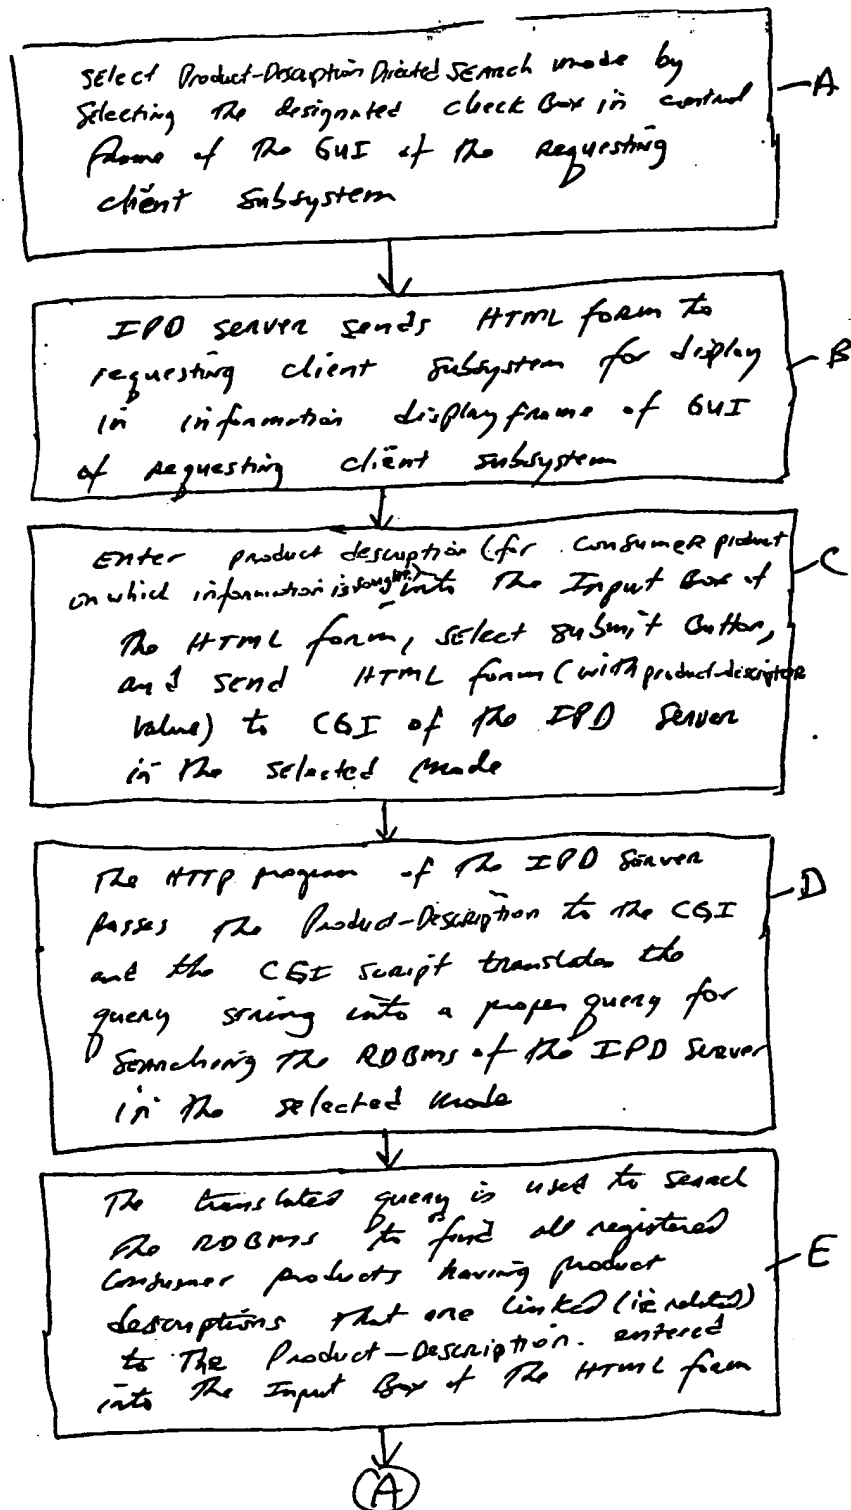 Select Product-Description Directed Search mode by
Selecting the designated check Box in control
frame of the GUI of the requesting
client subsystem
A
IPD server sends HTML form to
requesting client subsystem for display
in information display frame of GUI
of requesting client subsystem
B
Enter product description (for consumer product
on which information is sought) into the Input Box of
the HTML form, select submit Button,
and send HTML form (with product-descriptor
value) to CGI of the IPD Server
in the selected mode
C
The HTTP program of the IPD Server
passes the Product-Description to the CGI
and the CGI script translates the
query string into a proper query for
searching the RDBMS of the IPD Server
in the selected mode
D
The translated query is used to search
the RDBMS to find all registered
consumer products having product
descriptions that are linked (ie related)
to the Product-Description. entered
into the Input Box of the HTML form
E
A